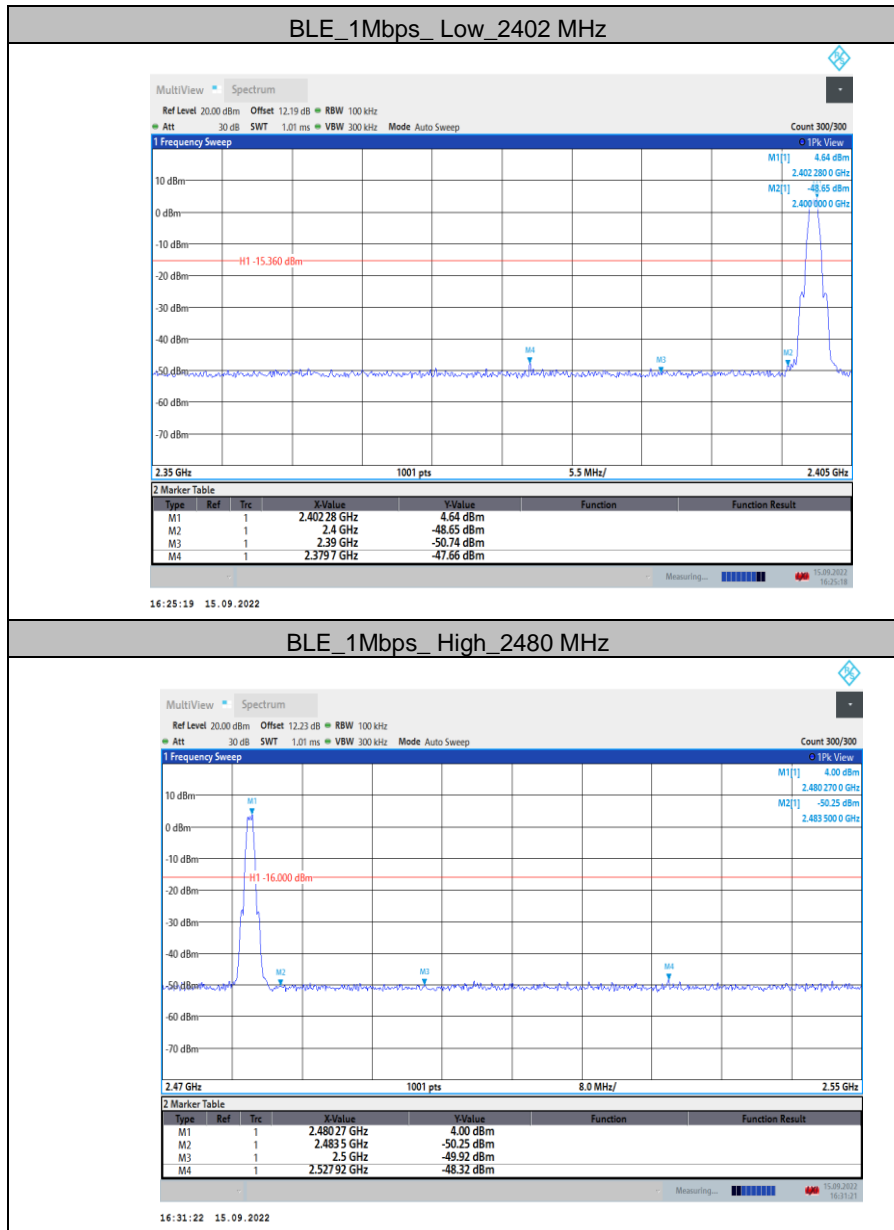 BLE_1Mbps_ Low_2402 MHz
MultiView Spectrum
Ref Level 20.00 dBm Offset 12.19 dB RBW 100 kHz
Att 30 dB SWT 1.01 ms VBW 300 kHz Mode Auto Sweep Count 300/300
1 Frequency Sweep 1Pk View
M1[1] 4.64 dBm
2.402 280 0 GHz
M2[1] -48.65 dBm
2.400 000 0 GHz
10 dBm
0 dBm
-10 dBm
H1 -15.360 dBm
-20 dBm
-30 dBm
-40 dBm
M4
M3
M2
-50 dBm
-60 dBm
-70 dBm
2.35 GHz 1001 pts 5.5 MHz/ 2.405 GHz
2 Marker Table
Type Ref Trc X-Value Y-Value Function Function Result
M1 1 2.402 28 GHz 4.64 dBm
M2 1 2.4 GHz -48.65 dBm
M3 1 2.39 GHz -50.74 dBm
M4 1 2.379 7 GHz -47.66 dBm
Measuring... 15.09.2022
16:25:18
16:25:19 15.09.2022
BLE_1Mbps_ High_2480 MHz
MultiView Spectrum
Ref Level 20.00 dBm Offset 12.23 dB RBW 100 kHz
Att 30 dB SWT 1.01 ms VBW 300 kHz Mode Auto Sweep Count 300/300
1 Frequency Sweep 1Pk View
M1[1] 4.00 dBm
2.480 270 0 GHz
M2[1] -50.25 dBm
2.483 500 0 GHz
10 dBm
M1
0 dBm
-10 dBm
H1 -16.000 dBm
-20 dBm
-30 dBm
-40 dBm
M2
M3
M4
-50 dBm
-60 dBm
-70 dBm
2.47 GHz 1001 pts 8.0 MHz/ 2.55 GHz
2 Marker Table
Type Ref Trc X-Value Y-Value Function Function Result
M1 1 2.480 27 GHz 4.00 dBm
M2 1 2.483 5 GHz -50.25 dBm
M3 1 2.5 GHz -49.92 dBm
M4 1 2.527 92 GHz -48.32 dBm
Measuring... 15.09.2022
16:31:21
16:31:22 15.09.2022